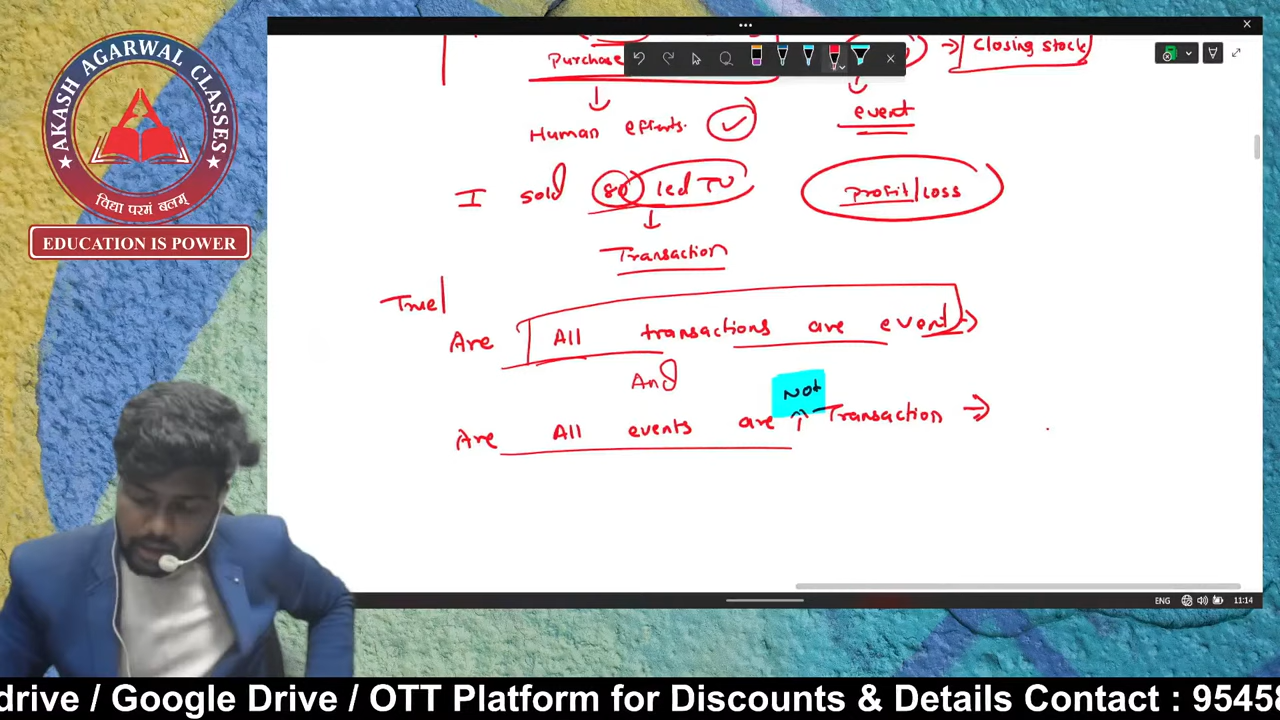 AKASH AGARWAL CLASSES
विद्या परमं बलम्
EDUCATION IS POWER
Purchase
→ Closing stock
Human efforts.
event
I sold 80 led TV
profit/loss
Transaction
True
Are All transactions are event →
And
Not
Are All events are Transaction →
ENG 11:14
drive / Google Drive / OTT Platform for Discounts & Details Contact : 9545